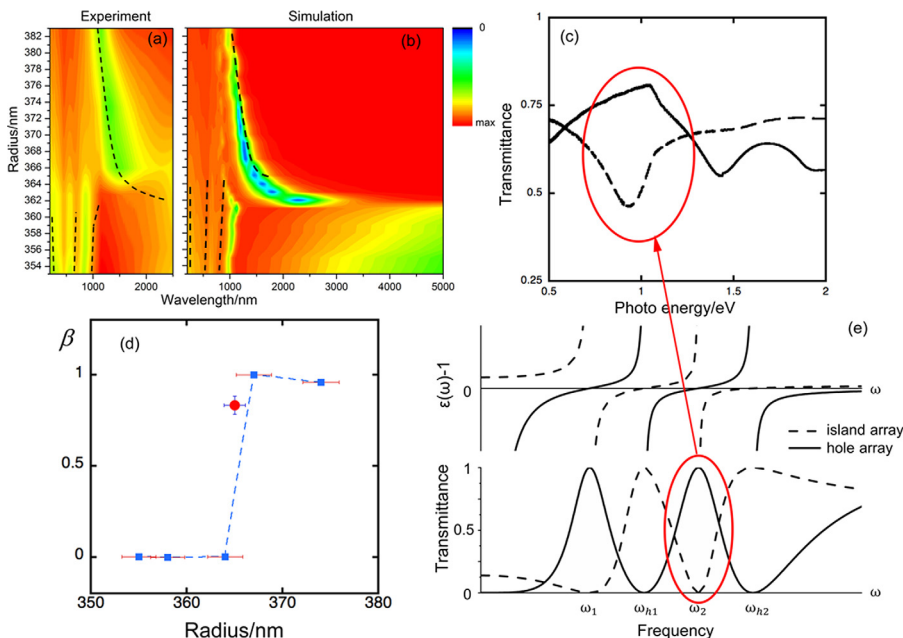 Experiment
Simulation
(a)
(b)
Radius/nm
382
380
378
376
374
372
370
368
366
364
362
360
358
356
354
1000
2000
1000
2000
3000
4000
5000
Wavelength/nm
0
max
(c)
Transmittance
1
0.75
0.5
0.25
0.5
1
1.5
2
Photo energy/eV
(d)
β
1
0.5
0
350
360
370
380
Radius/nm
(e)
ε(ω)-1
0
ω
island array
hole array
Transmittance
1
0.5
0
ω1
ωh1
ω2
ωh2
ω
Frequency